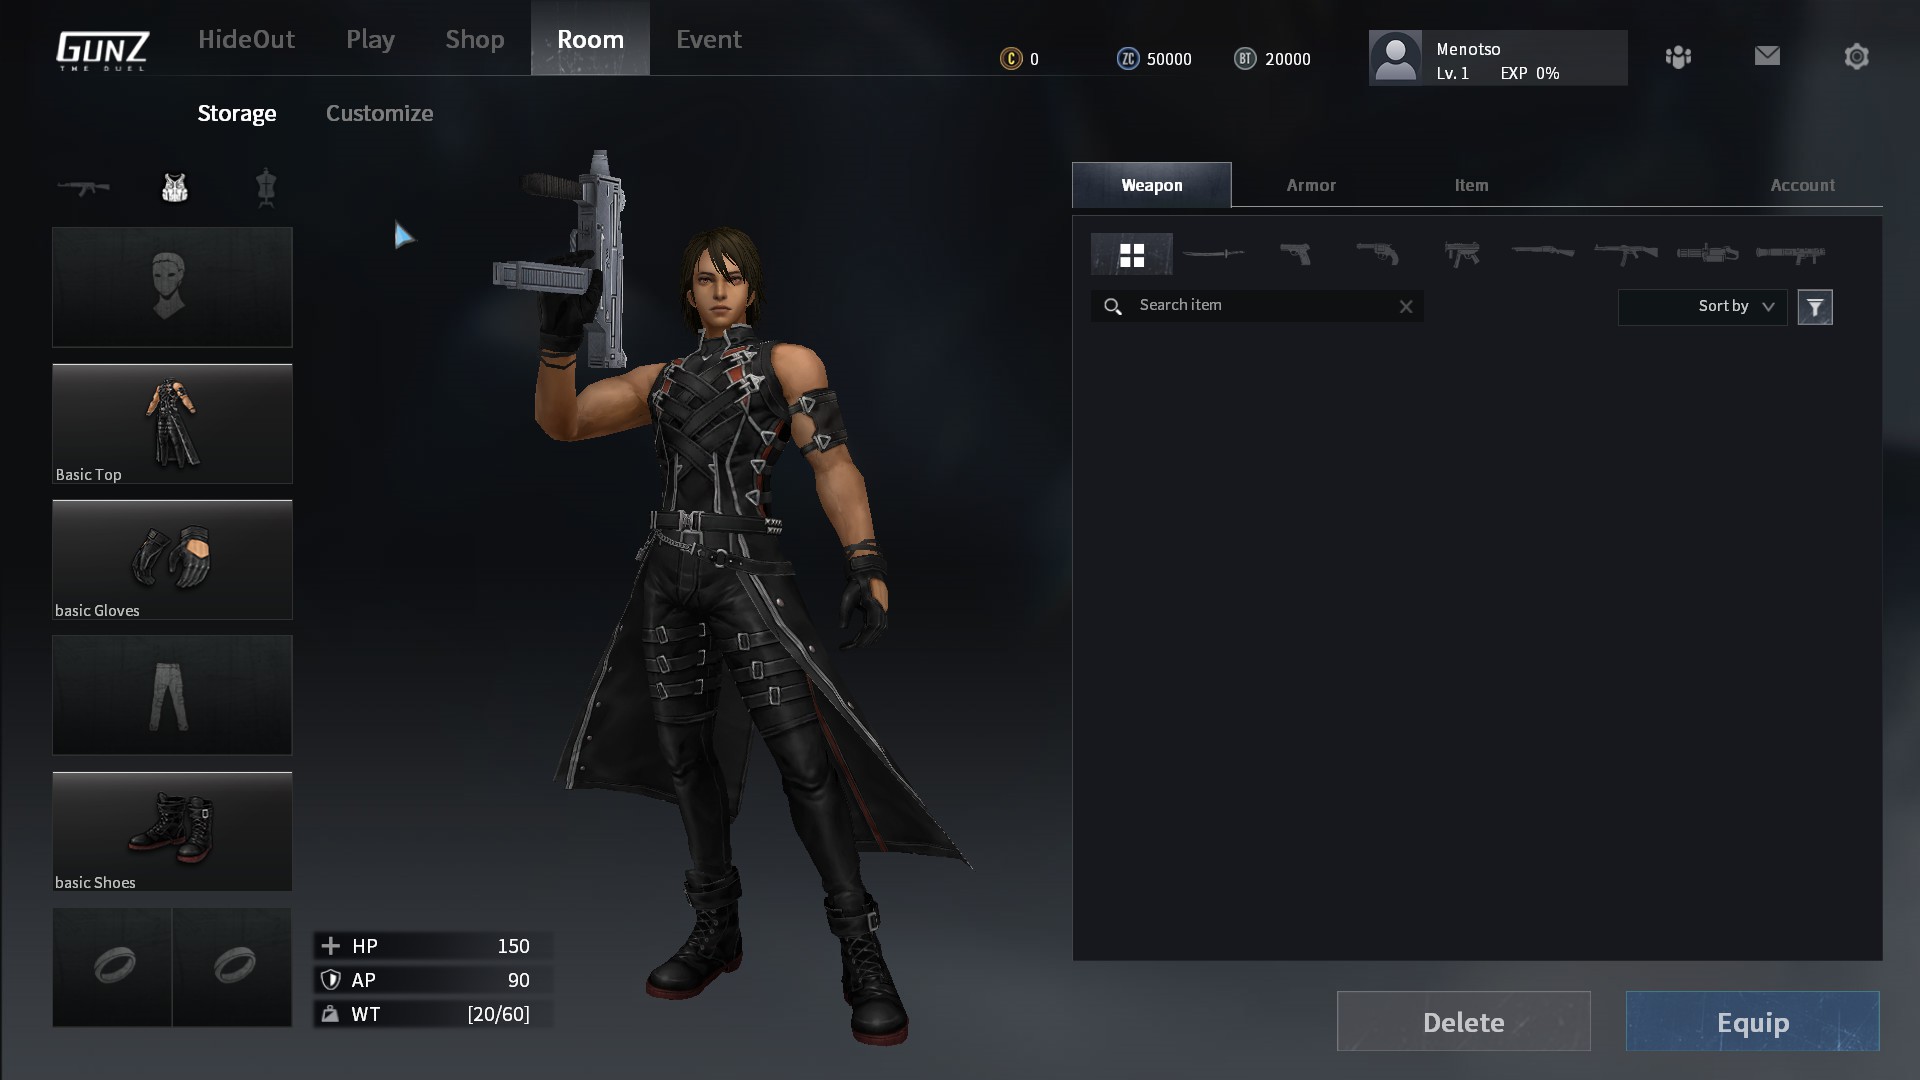 GUNZ
THE DUEL
HideOut
Play
Shop
Room
Event
C 0
ZC 50000
BT 20000
Menotso
Lv. 1 EXP 0%
Storage
Customize
Weapon
Armor
Item
Account
Search item
Sort by
Basic Top
basic Gloves
basic Shoes
HP 150
AP 90
WT [20/60]
Delete
Equip